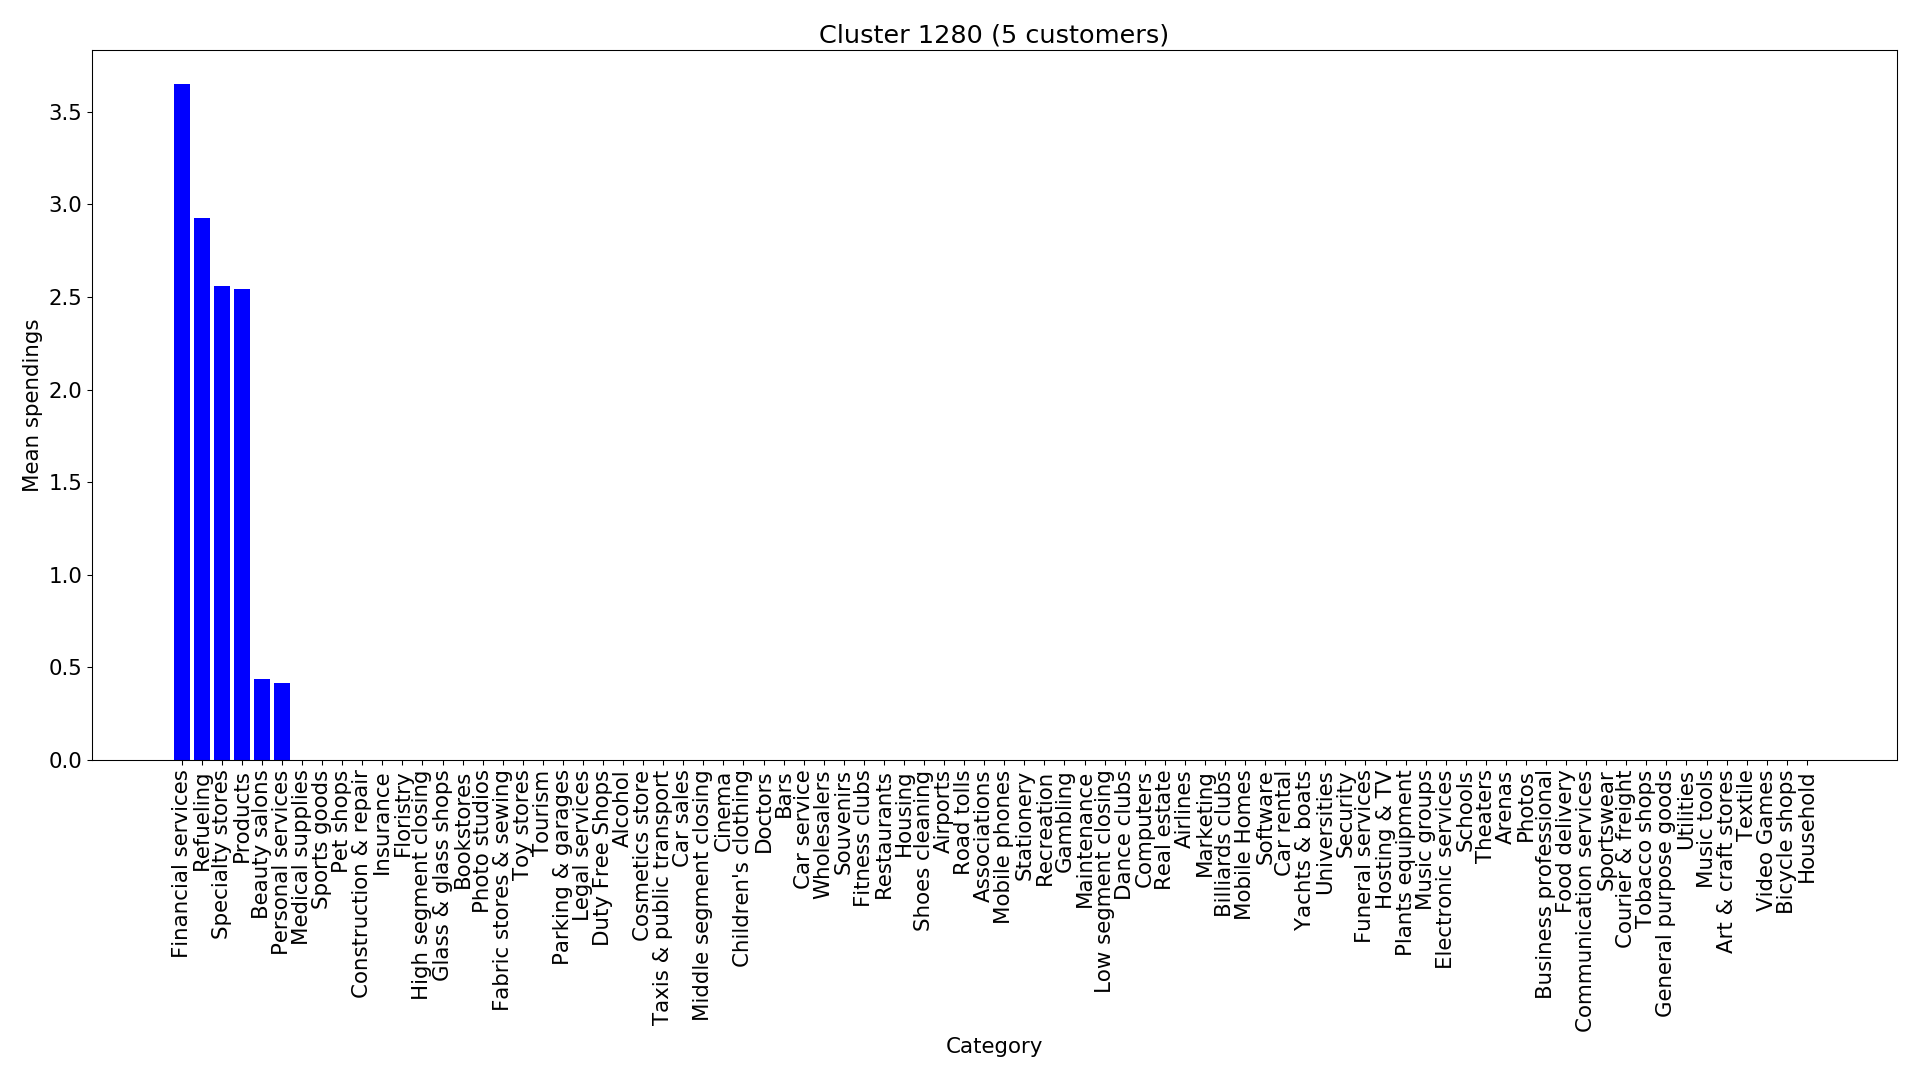 Cluster 1280 (5 customers)
Mean spendings
3.5
3.0
2.5
2.0
1.5
1.0
0.5
0.0
Financial services
Refueling
Specialty stores
Products
Beauty salons
Personal services
Medical supplies
Sports goods
Pet shops
Construction & repair
Insurance
Floristry
High segment closing
Glass & glass shops
Bookstores
Photo studios
Fabric stores & sewing
Toy stores
Tourism
Parking & garages
Legal services
Duty Free Shops
Alcohol
Cosmetics store
Taxis & public transport
Car sales
Middle segment closing
Cinema
Children's clothing
Doctors
Bars
Car service
Wholesalers
Souvenirs
Fitness clubs
Restaurants
Housing
Shoes cleaning
Airports
Road tolls
Associations
Mobile phones
Stationery
Recreation
Gambling
Maintenance
Low segment closing
Dance clubs
Computers
Real estate
Airlines
Marketing
Billiards clubs
Mobile Homes
Software
Car rental
Yachts & boats
Universities
Security
Funeral services
Hosting & TV
Plants equipment
Music groups
Electronic services
Schools
Theaters
Arenas
Photos
Business professional
Food delivery
Communication services
Sportswear
Courier & freight
Tobacco shops
General purpose goods
Utilities
Music tools
Art & craft stores
Textile
Video Games
Bicycle shops
Household
Category